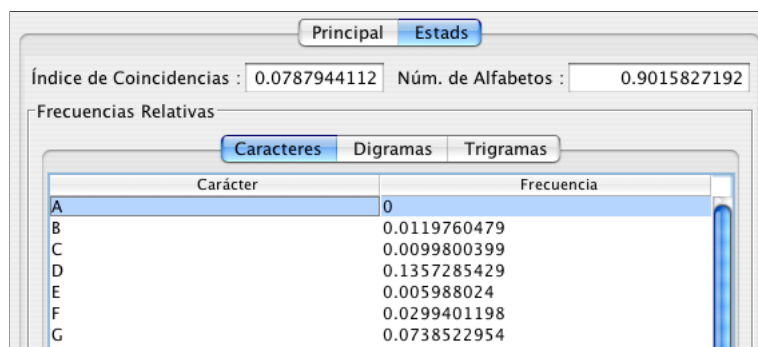 Principal Estads
Índice de Coincidencias : 0.0787944112 Núm. de Alfabetos : 0.9015827192
Frecuencias Relativas
Caracteres Digramas Trigramas
Carácter Frecuencia
A 0
B 0.0119760479
C 0.0099800399
D 0.1357285429
E 0.005988024
F 0.0299401198
G 0.0738522954